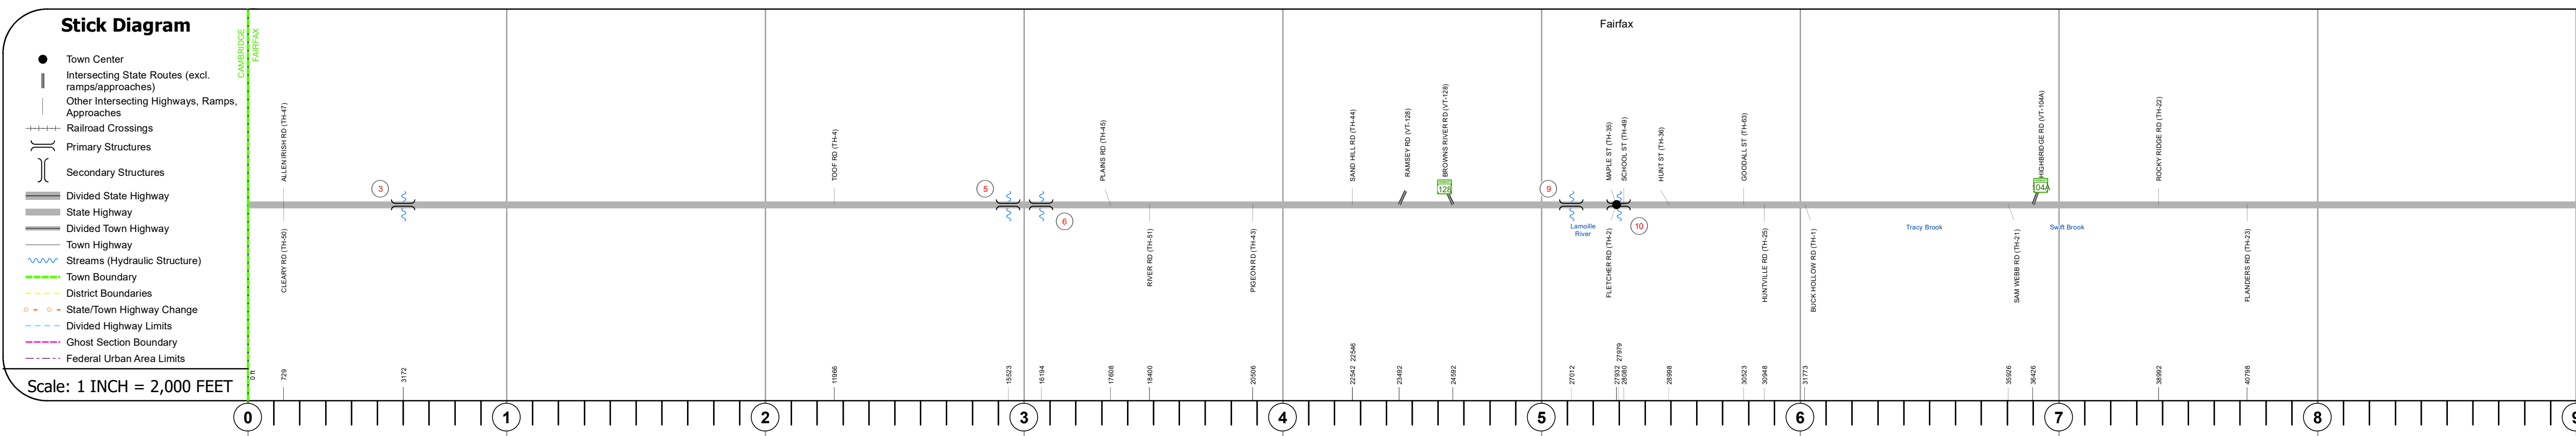 Stick Diagram
Town Center
Intersecting State Routes (excl.
ramps/approaches)
Other Intersecting Highways, Ramps,
Approaches
Railroad Crossings
Primary Structures
Secondary Structures
Divided State Highway
State Highway
Divided Town Highway
Town Highway
Streams (Hydraulic Structure)
Town Boundary
District Boundaries
State/Town Highway Change
Divided Highway Limits
Ghost Section Boundary
Federal Urban Area Limits
Scale: 1 INCH = 2,000 FEET
CAMBRIDGE
FAIRFAX
Fairfax
ALLEN IRISH RD (TH-47)
TOOF RD (TH-4)
PLAINS RD (TH-45)
SAND HILL RD (TH-44)
RAMSEY RD (VT-128)
BROWNS RIVER RD (VT-128)
MAPLE ST (TH-35)
SCHOOL ST (TH-49)
HUNT ST (TH-36)
GOODALL ST (TH-63)
HIGHBRIDGE RD (VT-104A)
ROCKY RIDGE RD (TH-22)
3
5
6
128
9
10
104A
Lamoille
River
Tracy Brook
Swift Brook
CLEARY RD (TH-50)
RIVER RD (TH-51)
PIGEON RD (TH-43)
FLETCHER RD (TH-2)
HUNTVILLE RD (TH-25)
BUCK HOLLOW RD (TH-1)
SAM WEBB RD (TH-21)
FLANDERS RD (TH-23)
0 ft
729
3172
11966
15523
16194
17608
18400
20506
22542 22546
23492
24592
27012
27932 27979
28080
28998
30523
30948
31773
35926
36426
38992
40798
0
1
2
3
4
5
6
7
8
9